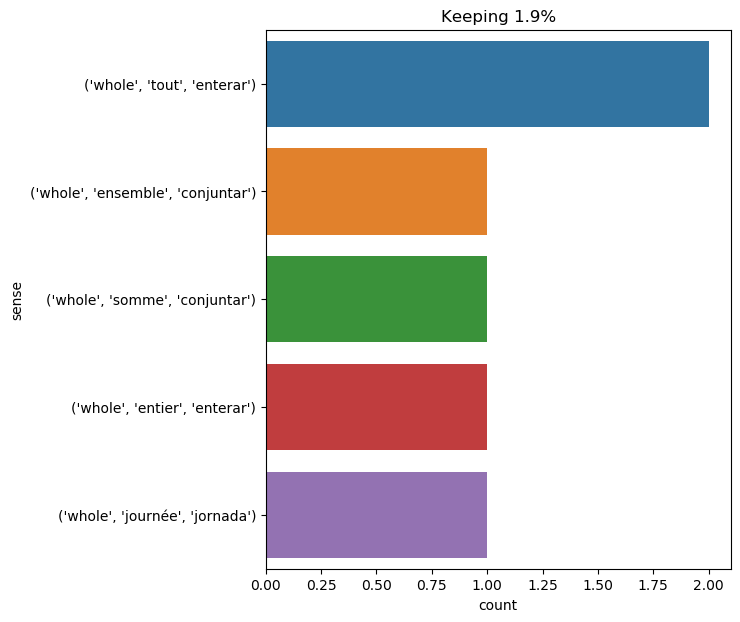 Keeping 1.9%
('whole', 'tout', 'enterar')
('whole', 'ensemble', 'conjuntar')
('whole', 'somme', 'conjuntar')
('whole', 'entier', 'enterar')
('whole', 'journée', 'jornada')
sense
0.00 0.25 0.50 0.75 1.00 1.25 1.50 1.75 2.00
count